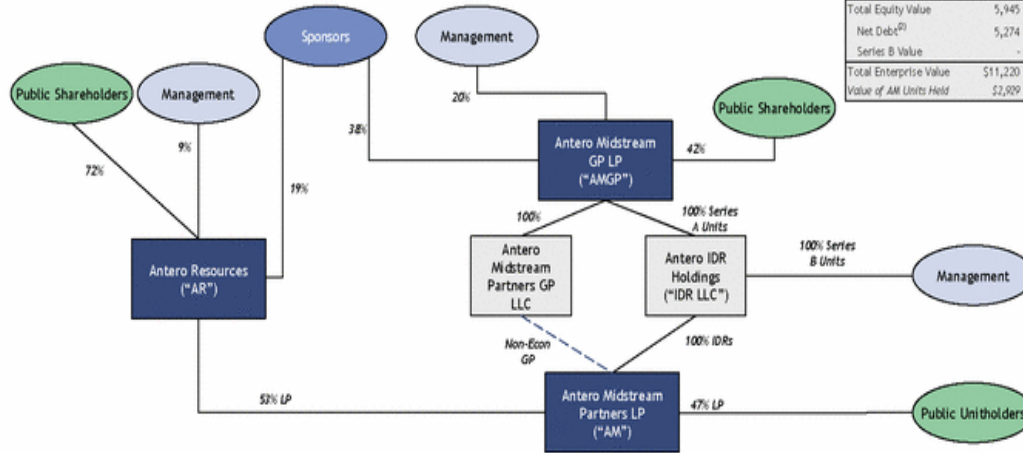 Total Equity Value 5,945
Net Debt(2) 5,274
Series B Value -
Total Enterprise Value $11,220
Value of AM Units Held $2,929
Sponsors
Management
Public Shareholders
Management
Public Shareholders
20%
38%
9%
72%
19%
Antero Midstream
GP LP
("AMGP")
42%
100%
100% Series
A Units
Antero Resources
("AR")
Antero
Midstream
Partners GP
LLC
Antero IDR
Holdings
("IDR LLC")
100% Series
B Units
Management
Non-Econ
GP
100% IDRs
53% LP
Antero Midstream
Partners LP
("AM")
47% LP
Public Unitholders